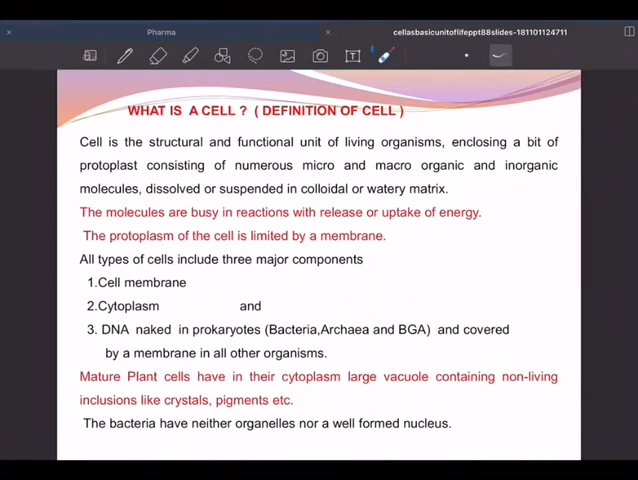 Pharma
cellasbasicunitoflifeppt88slides-181101124711
WHAT IS A CELL ? ( DEFINITION OF CELL )
Cell is the structural and functional unit of living organisms, enclosing a bit of
protoplast consisting of numerous micro and macro organic and inorganic
molecules, dissolved or suspended in colloidal or watery matrix.
The molecules are busy in reactions with release or uptake of energy.
The protoplasm of the cell is limited by a membrane.
All types of cells include three major components
1.Cell membrane
2.Cytoplasm and
3. DNA naked in prokaryotes (Bacteria,Archaea and BGA) and covered
by a membrane in all other organisms.
Mature Plant cells have in their cytoplasm large vacuole containing non-living
inclusions like crystals, pigments etc.
The bacteria have neither organelles nor a well formed nucleus.